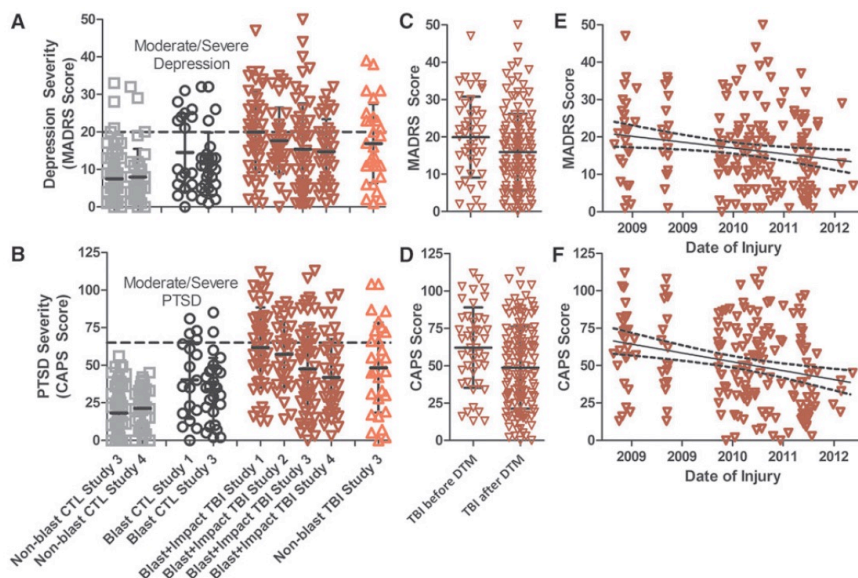 A
Depression Severity
(MADRS Score)
50
40
30
20
10
0
Moderate/Severe
Depression
B
PTSD Severity
(CAPS Score)
125
100
75
50
25
0
Moderate/Severe
PTSD
Non-blast CTL Study 3
Non-blast CTL Study 4
Blast CTL Study 1
Blast CTL Study 3
Blast+Impact TBI Study 1
Blast+Impact TBI Study 2
Blast+Impact TBI Study 3
Blast+Impact TBI Study 4
Non-blast TBI Study 3
C
MADRS Score
50
40
30
20
10
0
D
CAPS Score
125
100
75
50
25
0
TBI before DTM
TBI after DTM
E
MADRS Score
50
40
30
20
10
0
2009 2009 2010 2011 2012
Date of Injury
F
CAPS Score
125
100
75
50
25
0
2009 2009 2010 2011 2012
Date of Injury